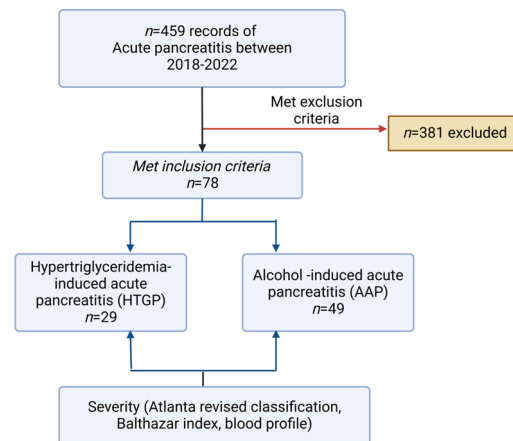 n=459 records of
Acute pancreatitis between
2018-2022
Met exclusion
criteria
n=381 excluded
Met inclusion criteria
n=78
Hypertriglyceridemia-
induced acute
pancreatitis (HTGP)
n=29
Alcohol -induced acute
pancreatitis (AAP)
n=49
Severity (Atlanta revised classification,
Balthazar index, blood profile)